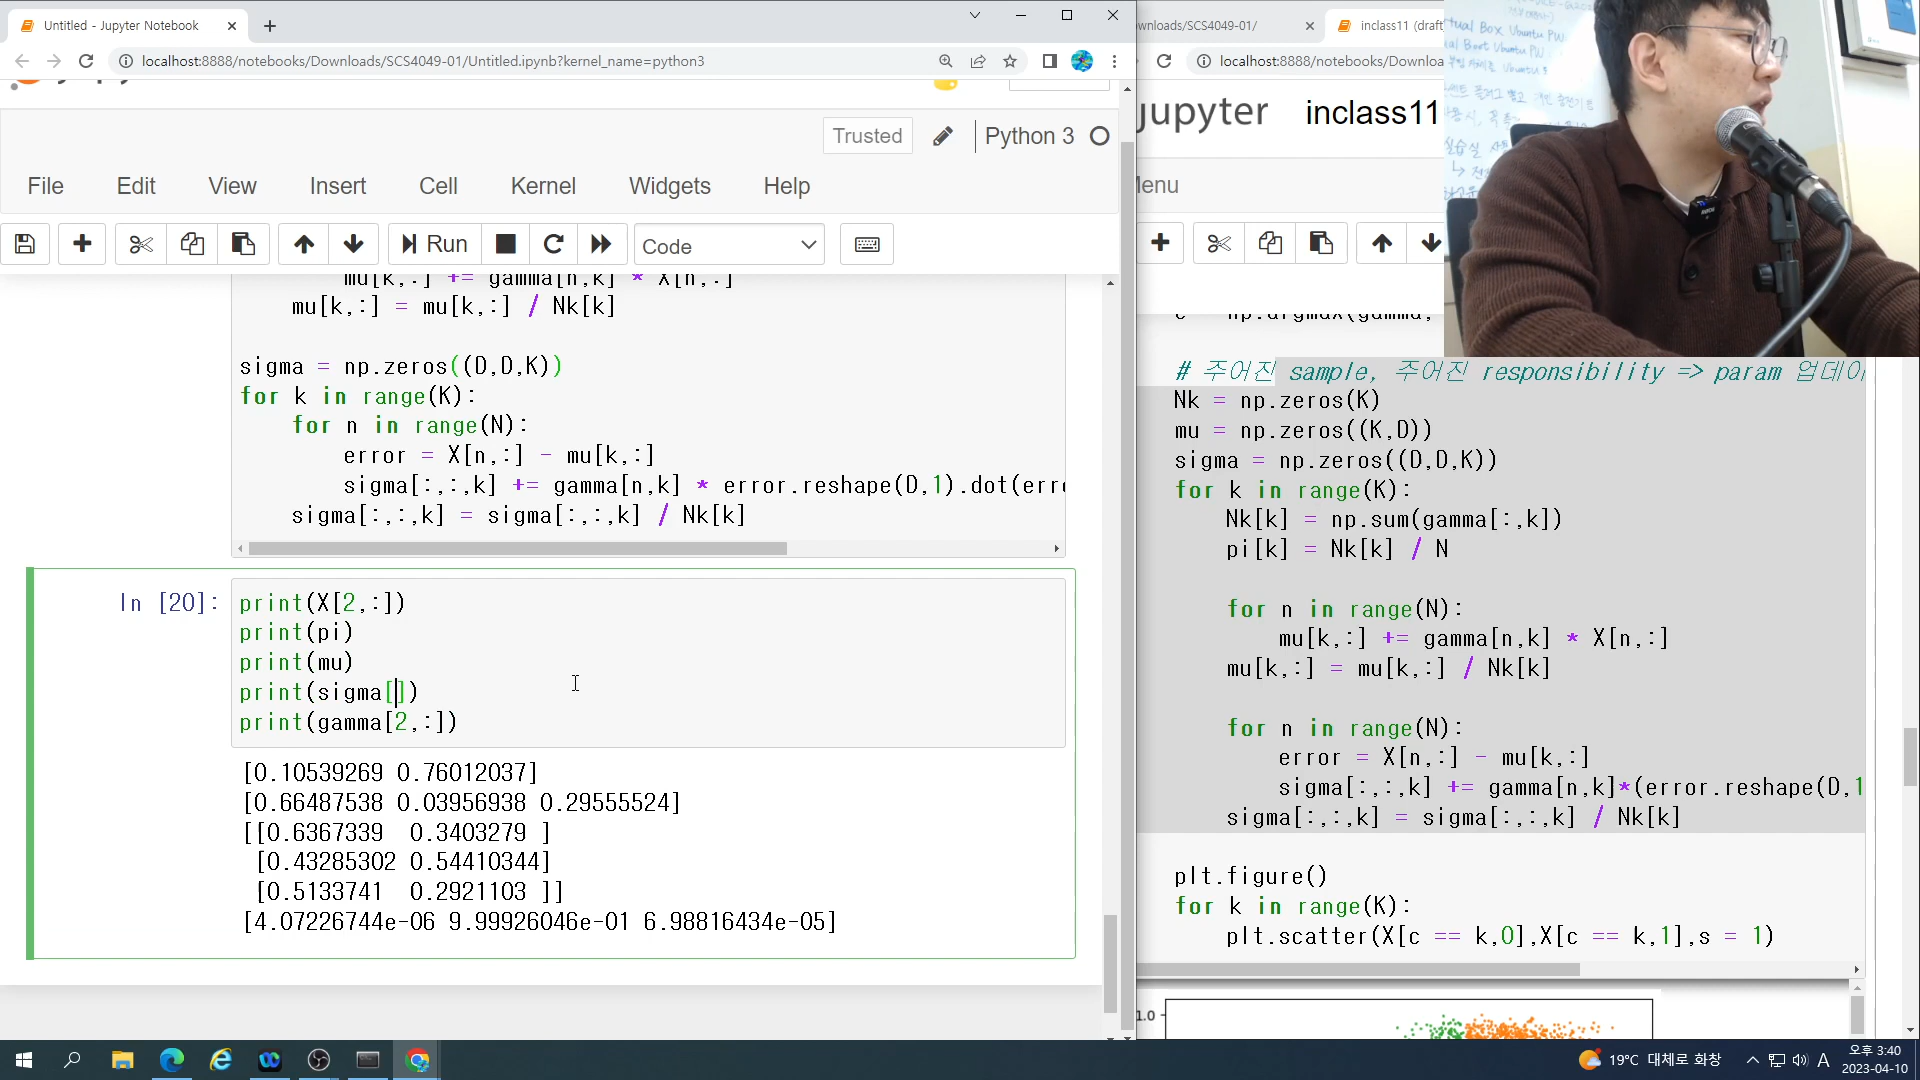 Untitled - Jupyter Notebook
wnloads/SCS4049-01/
inclass11 (draft
localhost:8888/notebooks/Downloads/SCS4049-01/Untitled.ipynb?kernel_name=python3
localhost:8888/notebooks/Downloa
jupyter inclass11
Trusted
Python 3
File Edit View Insert Cell Kernel Widgets Help
Menu
Run
Code
mu[k,:] += gamma[n,k] * X[n,:]
mu[k,:] = mu[k,:] / Nk[k]
sigma = np.zeros((D,D,K))
for k in range(K):
for n in range(N):
error = X[n,:] - mu[k,:]
sigma[:,:,k] += gamma[n,k] * error.reshape(D,1).dot(erro
sigma[:,:,k] = sigma[:,:,k] / Nk[k]
In [20]:
print(X[2,:])
print(pi)
print(mu)
print(sigma[])
print(gamma[2,:])
[0.10539269 0.76012037]
[0.66487538 0.03956938 0.29555524]
[[0.6367339  0.3403279 ]
[0.43285302 0.54410344]
[0.5133741  0.2921103 ]]
[4.07226744e-06 9.99926046e-01 6.98816434e-05]
c = np.argmax(gamma,
# 주어진 sample, 주어진 responsibility => param 업데이
Nk = np.zeros(K)
mu = np.zeros((K,D))
sigma = np.zeros((D,D,K))
for k in range(K):
Nk[k] = np.sum(gamma[:,k])
pi[k] = Nk[k] / N
for n in range(N):
mu[k,:] += gamma[n,k] * X[n,:]
mu[k,:] = mu[k,:] / Nk[k]
for n in range(N):
error = X[n,:] - mu[k,:]
sigma[:,:,k] += gamma[n,k]*(error.reshape(D,1
sigma[:,:,k] = sigma[:,:,k] / Nk[k]
plt.figure()
for k in range(K):
plt.scatter(X[c == k,0],X[c == k,1],s = 1)
1.0
19°C 대체로 화창
A
오후 3:40
2023-04-10